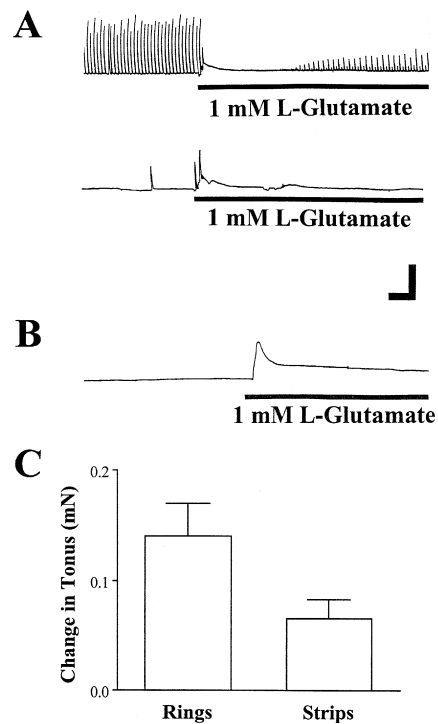 A
1 mM L-Glutamate
1 mM L-Glutamate
B
1 mM L-Glutamate
C
Change in Tonus (mN)
0.2
0.1
0.0
Rings
Strips